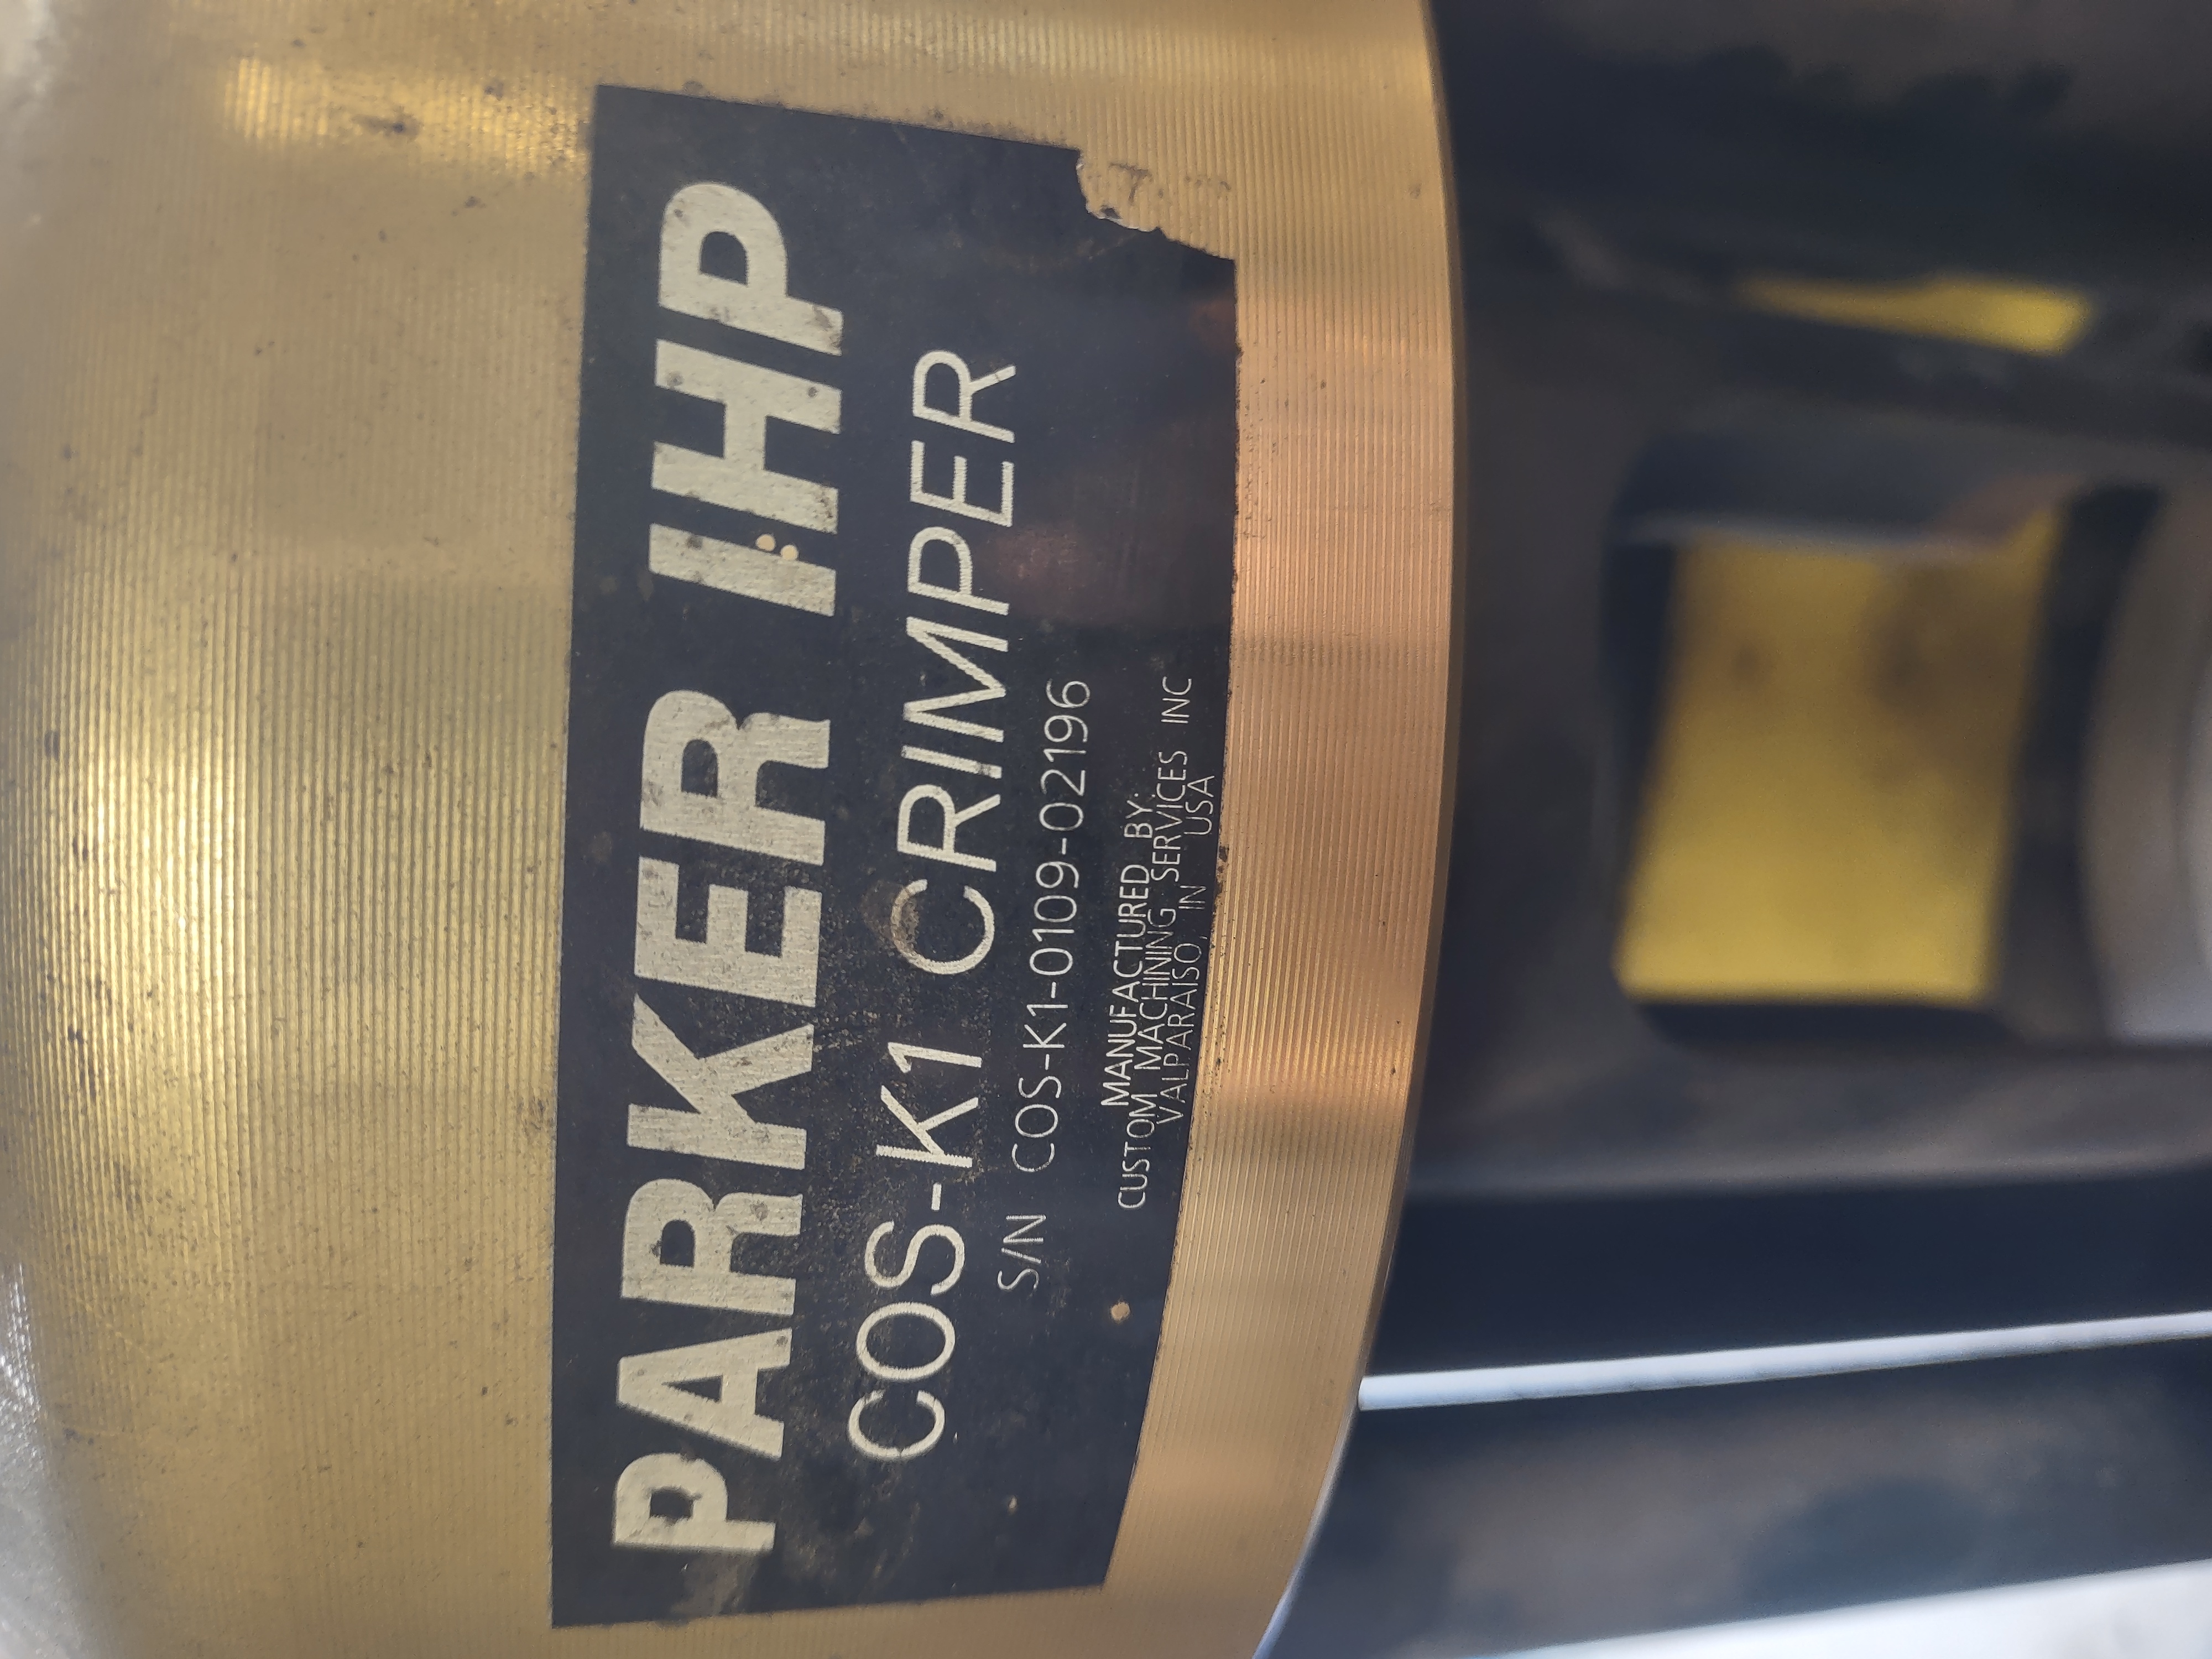 PARKER IHP
COS-K1 CRIMPER
S/N COS-K1-0109-02196
MANUFACTURED BY:
CUSTOM MACHINING SERVICES INC
VALPARAISO, IN USA